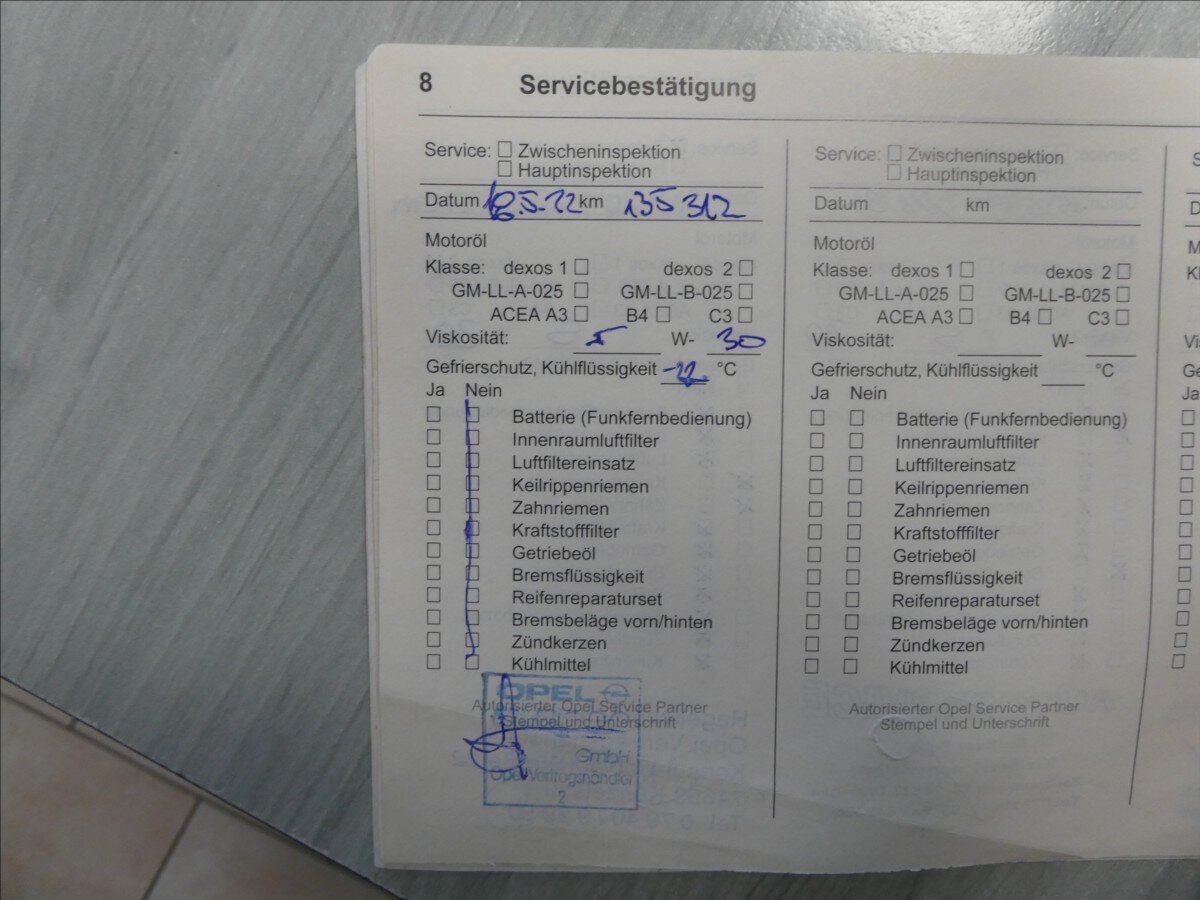 8 Servicebestätigung
Service: ☐ Zwischeninspektion
☐ Hauptinspektion
Datum 18.5.22 km 135312
Motoröl
Klasse: dexos 1 ☐ dexos 2 ☐
GM-LL-A-025 ☐ GM-LL-B-025 ☐
ACEA A3 ☐ B4 ☐ C3 ☐
Viskosität: 5 W- 30
Gefrierschutz, Kühlflüssigkeit °C
Ja Nein
☐ ☐ Batterie (Funkfernbedienung)
☐ ☐ Innenraumluftfilter
☐ ☐ Luftfiltereinsatz
☐ ☐ Keilrippenriemen
☐ ☐ Zahnriemen
☐ ☐ Kraftstofffilter
☐ ☐ Getriebeöl
☐ ☐ Bremsflüssigkeit
☐ ☐ Reifenreparaturset
☐ ☐ Bremsbeläge vorn/hinten
☐ ☐ Zündkerzen
☐ ☐ Kühlmittel
OPEL
Autorisierter Opel Service Partner
Stempel und Unterschrift
GmbH
Opel Vertragshändler
2
Service: ☐ Zwischeninspektion
☐ Hauptinspektion
Datum km
Motoröl
Klasse: dexos 1 ☐ dexos 2 ☐
GM-LL-A-025 ☐ GM-LL-B-025 ☐
ACEA A3 ☐ B4 ☐ C3 ☐
Viskosität: W-
Gefrierschutz, Kühlflüssigkeit °C
Ja Nein
☐ ☐ Batterie (Funkfernbedienung)
☐ ☐ Innenraumluftfilter
☐ ☐ Luftfiltereinsatz
☐ ☐ Keilrippenriemen
☐ ☐ Zahnriemen
☐ ☐ Kraftstofffilter
☐ ☐ Getriebeöl
☐ ☐ Bremsflüssigkeit
☐ ☐ Reifenreparaturset
☐ ☐ Bremsbeläge vorn/hinten
☐ ☐ Zündkerzen
☐ ☐ Kühlmittel
Autorisierter Opel Service Partner
Stempel und Unterschrift